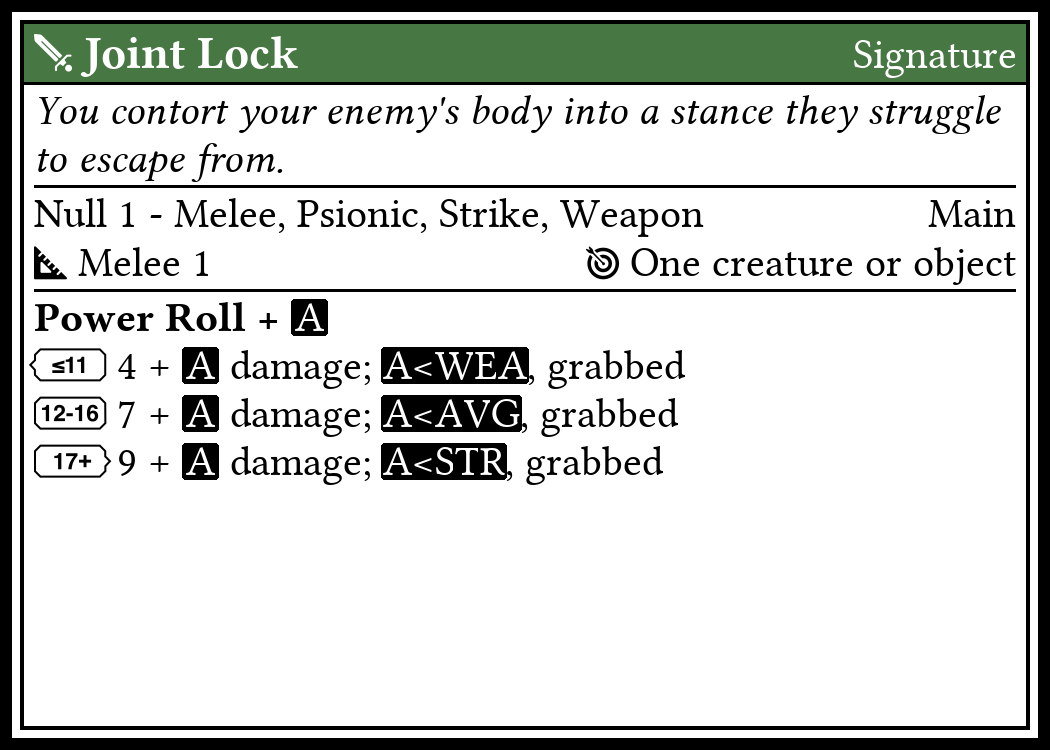 Joint Lock Signature
You contort your enemy's body into a stance they struggle
to escape from.
Null 1 - Melee, Psionic, Strike, Weapon Main
Melee 1 One creature or object
Power Roll + A
≤11 4 + A damage; A<WEA, grabbed
12-16 7 + A damage; A<AVG, grabbed
17+ 9 + A damage; A<STR, grabbed